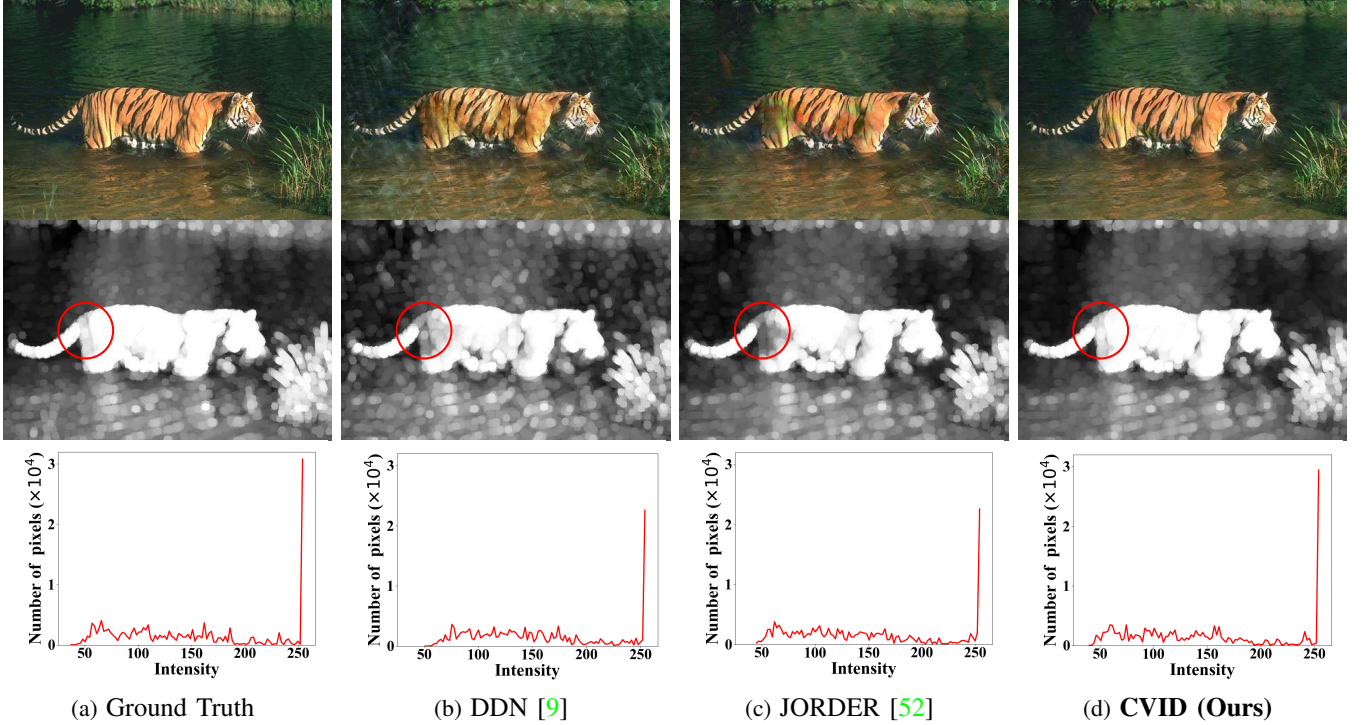 Number of pixels (×10⁴)
3
2
1
0
50 100 150 200 250
Intensity
Number of pixels (×10⁴)
3
2
1
0
50 100 150 200 250
Intensity
Number of pixels (×10⁴)
3
2
1
0
50 100 150 200 250
Intensity
Number of pixels (×10⁴)
3
2
1
0
50 100 150 200 250
Intensity
(a) Ground Truth
(b) DDN [9]
(c) JORDER [52]
(d) CVID (Ours)